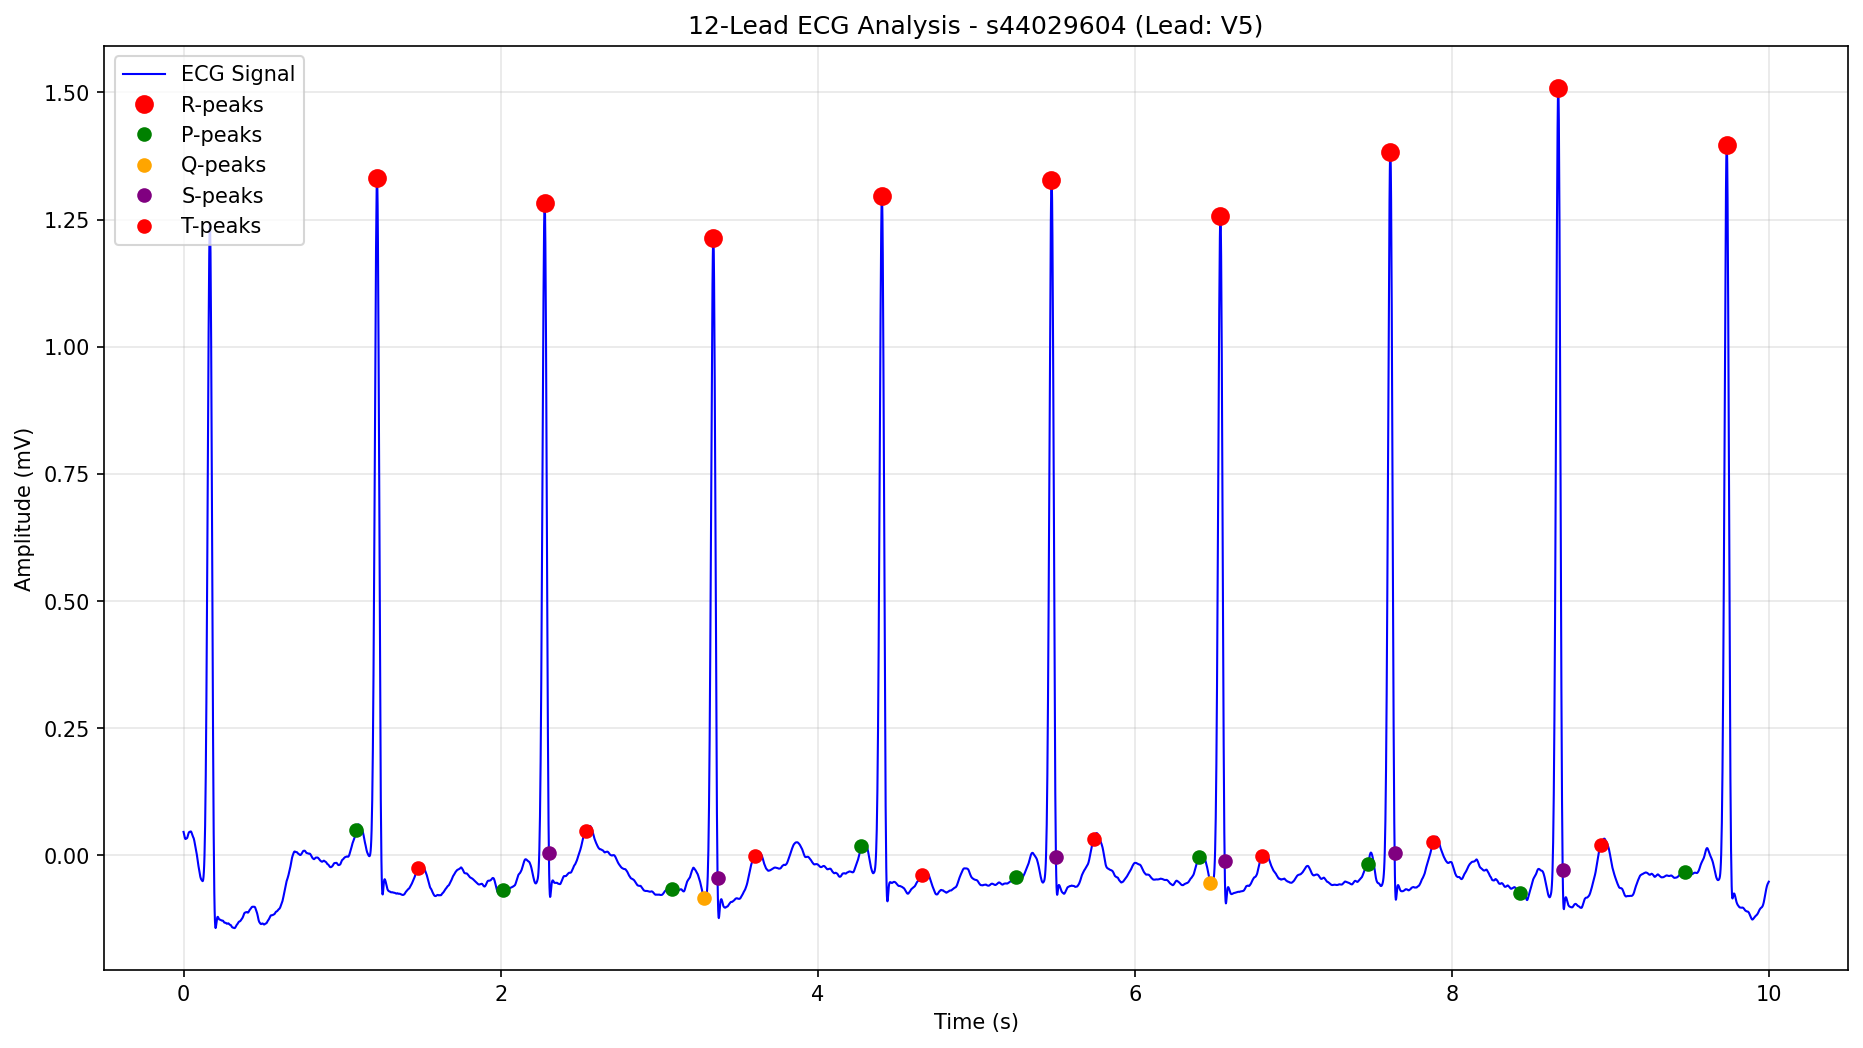 12-Lead ECG Analysis - s44029604 (Lead: V5)
ECG Signal
R-peaks
P-peaks
Q-peaks
S-peaks
T-peaks
1.50
1.25
1.00
0.75
0.50
0.25
0.00
Amplitude (mV)
0 2 4 6 8 10
Time (s)